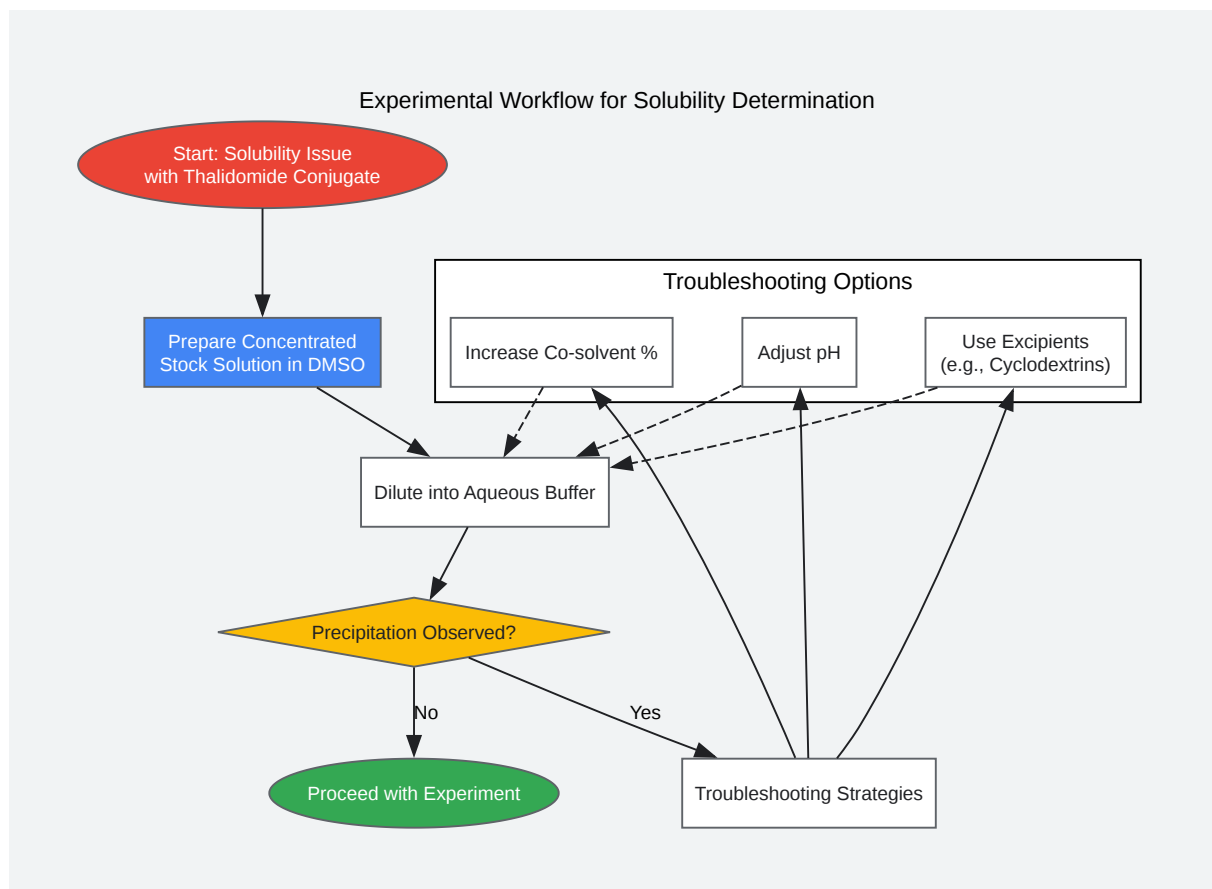 Experimental Workflow for Solubility Determination
Start: Solubility Issue
with Thalidomide Conjugate
Troubleshooting Options
Prepare Concentrated
Stock Solution in DMSO
Increase Co-solvent %
Adjust pH
Use Excipients
(e.g., Cyclodextrins)
Dilute into Aqueous Buffer
Precipitation Observed?
No
Yes
Proceed with Experiment
Troubleshooting Strategies